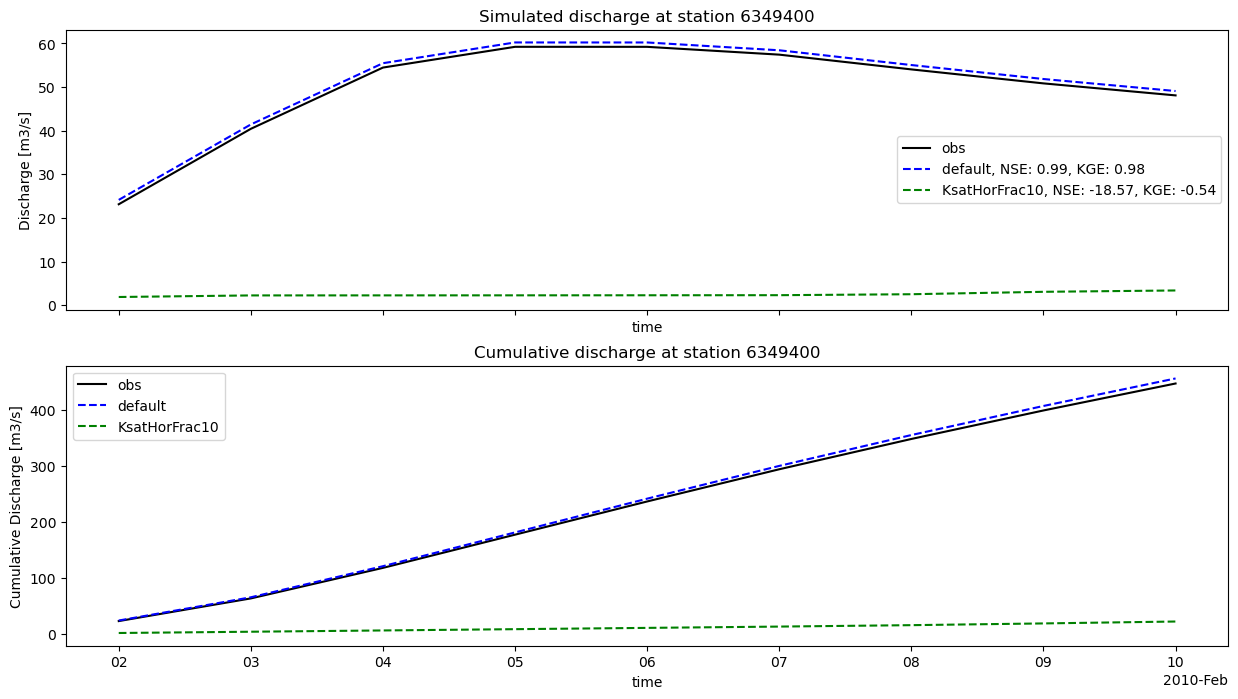 Simulated discharge at station 6349400
60
50
40
30
20
10
0
Discharge [m3/s]
obs
default, NSE: 0.99, KGE: 0.98
KsatHorFrac10, NSE: -18.57, KGE: -0.54
time
Cumulative discharge at station 6349400
400
300
200
100
0
Cumulative Discharge [m3/s]
obs
default
KsatHorFrac10
02 03 04 05 06 07 08 09 10
time
2010-Feb